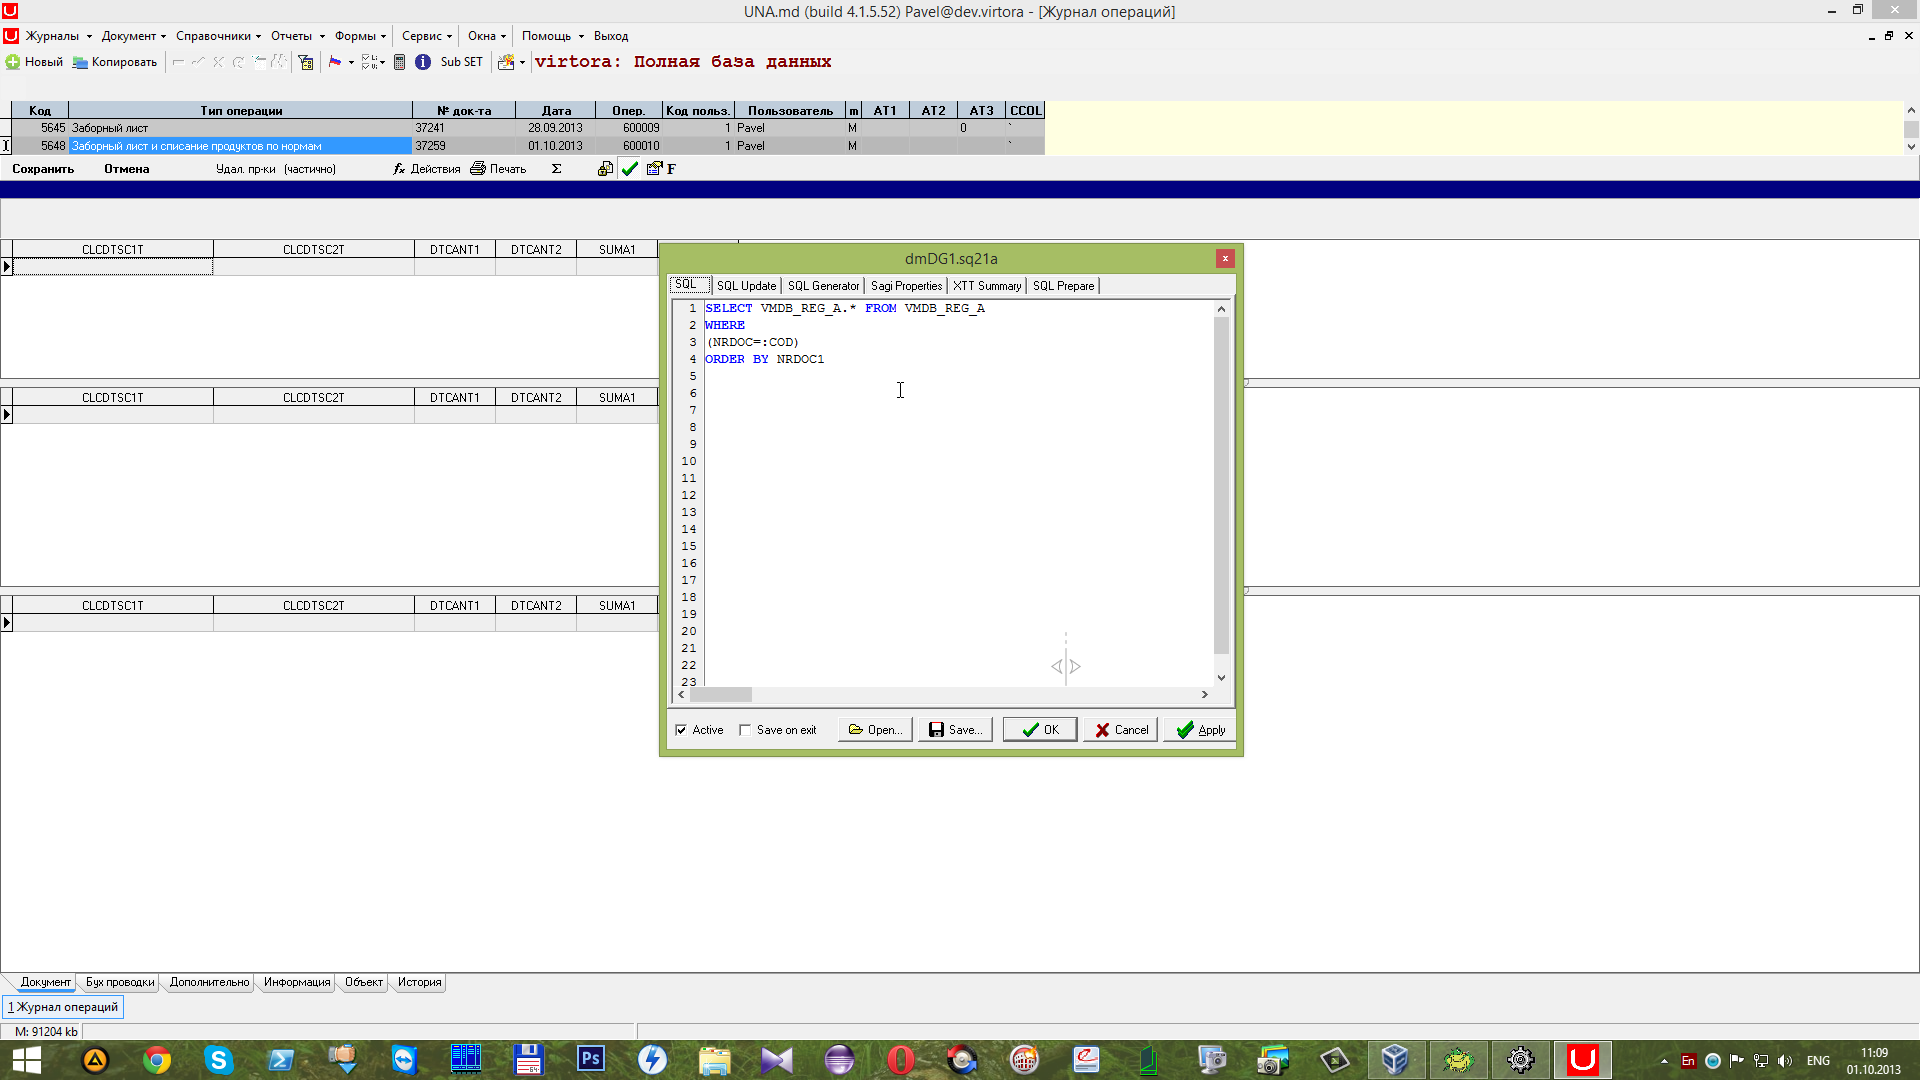 UNA.md (build 4.1.5.52) Pavel@dev.virtora - [Журнал операций]
Журналы Документ Справочники Отчеты Формы Сервис Окна Помощь Выход
Новый Копировать Sub SET virtora: Полная база данных
Код Тип операции № док-та Дата Опер. Код польз. Пользователь m AT1 AT2 AT3 CCOL
5645 Заборный лист 37241 28.09.2013 600009 1 Pavel M 0 `
5648 Заборный лист и списание продуктов по нормам 37259 01.10.2013 600010 1 Pavel M `
Сохранить Отмена Удал. пр-ки (частично) fx Действия Печать Σ F
CLCDTSC1T CLCDTSC2T DTCANT1 DTCANT2 SUMA1
dmDG1.sq21a
SQL SQL Update SQL Generator Sagi Properties XTT Summary SQL Prepare
1 SELECT VMDB_REG_A.* FROM VMDB_REG_A
2 WHERE
3 (NRDOC=:COD)
4 ORDER BY NRDOC1
5
6
7
8
9
10
11
12
13
14
15
16
17
18
19
20
21
22
23
Active Save on exit Open... Save... OK Cancel Apply
CLCDTSC1T CLCDTSC2T DTCANT1 DTCANT2 SUMA1
CLCDTSC1T CLCDTSC2T DTCANT1 DTCANT2 SUMA1
Документ Бух проводки Дополнительно Информация Объект История
1 Журнал операций
M: 91204 kb
Ps En ENG 11:09
01.10.2013